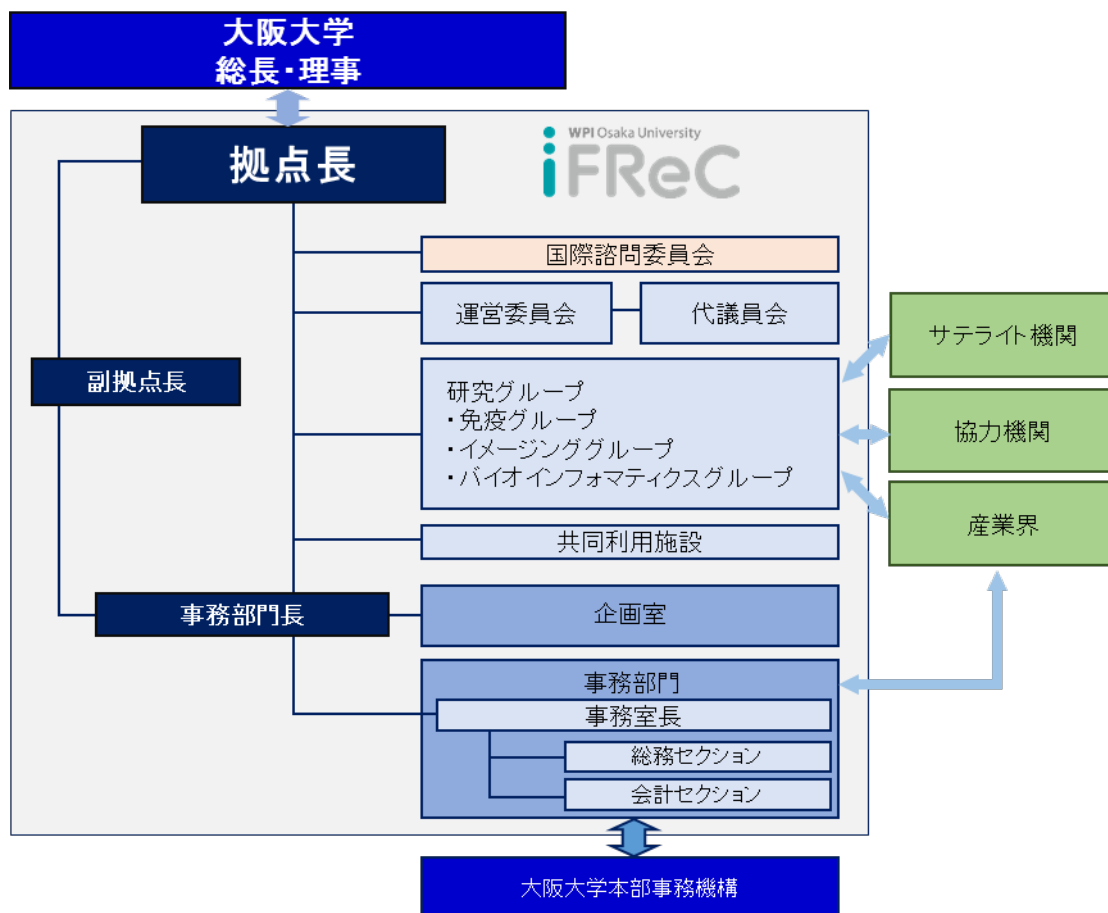 大阪大学
総長・理事
拠点長
WPI Osaka University
iFReC
国際諮問委員会
運営委員会
代議員会
サテライト機関
副拠点長
研究グループ
・免疫グループ
・イメージンググループ
・バイオインフォマティクスグループ
協力機関
産業界
共同利用施設
事務部門長
企画室
事務部門
事務室長
総務セクション
会計セクション
大阪大学本部事務機構